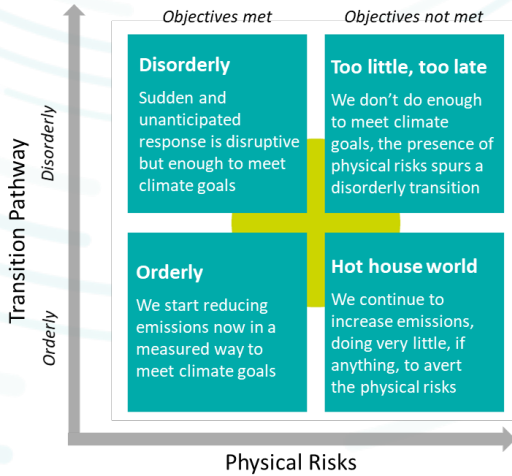 Objectives met
Objectives not met
Transition Pathway
Disorderly
Orderly
Disorderly
Sudden and
unanticipated
response is disruptive
but enough to meet
climate goals
Too little, too late
We don’t do enough
to meet climate
goals, the presence of
physical risks spurs a
disorderly transition
Orderly
We start reducing
emissions now in a
measured way to
meet climate goals
Hot house world
We continue to
increase emissions,
doing very little, if
anything, to avert
the physical risks
Physical Risks